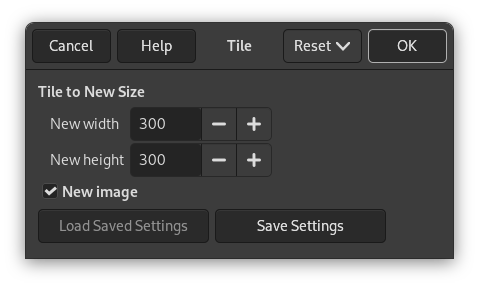 Cancel Help Tile Reset OK
Tile to New Size
New width 300
New height 300
New image
Load Saved Settings Save Settings